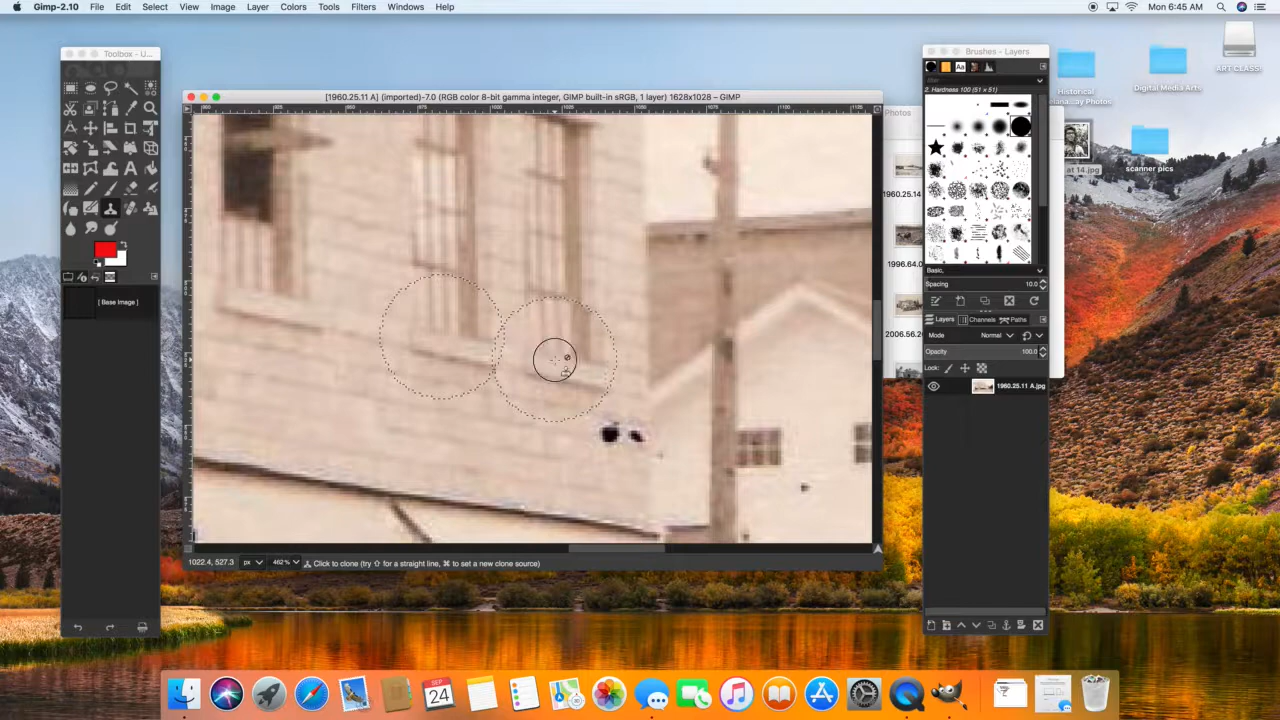 Gimp-2.10 File Edit Select View Image Layer Colors Tools Filters Windows Help Mon 6:45 AM
Toolbox - U...
Brushes - Layers
[1960.25.11 A] (imported)-7.0 (RGB color 8-bit gamma integer, GIMP built-in sRGB, 1 layer) 1628x1028 – GIMP
ART CLASS
Historical
Digital Media Arts
filter
2. Hardness 100 (51 × 51)
Photos
at 14.jpg
scanner pics
1960.25.14
1996.64.0
2006.56.20
[ Base Image ]
Basic,
Spacing 10.0
Layers Channels Paths
Mode Normal
Opacity 100.0
Lock:
1960.25.11 A.jpg
1022.4, 527.3 px 462 % Click to clone (try ⇧ for a straight line, ⌘ to set a new clone source)
SEP
24